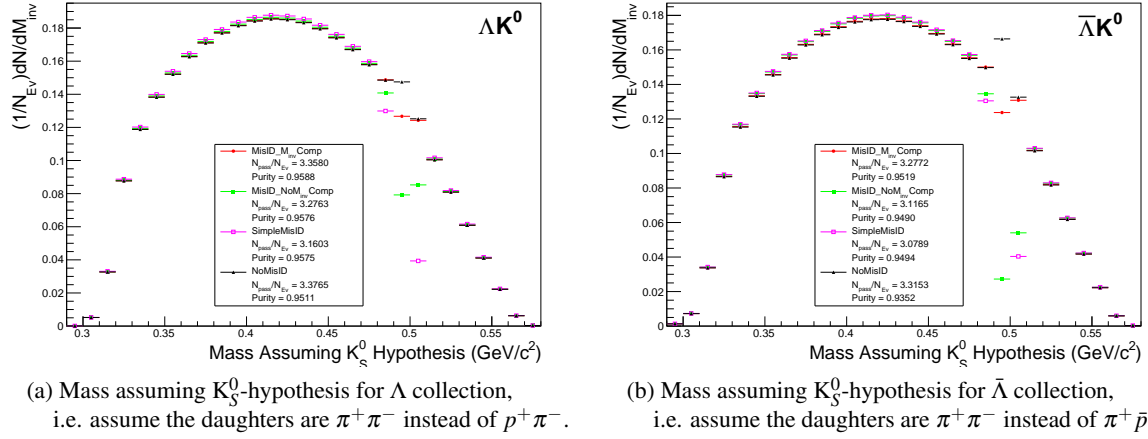 ΛK⁰
(1/N_Ev)dN/dM_inv
0.18
0.16
0.14
0.12
0.1
0.08
0.06
0.04
0.02
0
MisID_M_inv_Comp
N_pass/N_Ev = 3.3580
Purity = 0.9588
MisID_NoM_inv_Comp
N_pass/N_Ev = 3.2763
Purity = 0.9576
SimpleMisID
N_pass/N_Ev = 3.1603
Purity = 0.9575
NoMisID
N_pass/N_Ev = 3.3765
Purity = 0.9511
0.3 0.35 0.4 0.45 0.5 0.55
Mass Assuming K⁰_S Hypothesis (GeV/c²)
(a) Mass assuming K⁰_S-hypothesis for Λ collection,
i.e. assume the daughters are π⁺π⁻ instead of p⁺π⁻.
Λ̄K⁰
(1/N_Ev)dN/dM_inv
0.18
0.16
0.14
0.12
0.1
0.08
0.06
0.04
0.02
0
MisID_M_inv_Comp
N_pass/N_Ev = 3.2772
Purity = 0.9519
MisID_NoM_inv_Comp
N_pass/N_Ev = 3.1165
Purity = 0.9490
SimpleMisID
N_pass/N_Ev = 3.0789
Purity = 0.9494
NoMisID
N_pass/N_Ev = 3.3153
Purity = 0.9352
0.3 0.35 0.4 0.45 0.5 0.55
Mass Assuming K⁰_S Hypothesis (GeV/c²)
(b) Mass assuming K⁰_S-hypothesis for Λ̄ collection,
i.e. assume the daughters are π⁺π⁻ instead of π⁺p̄